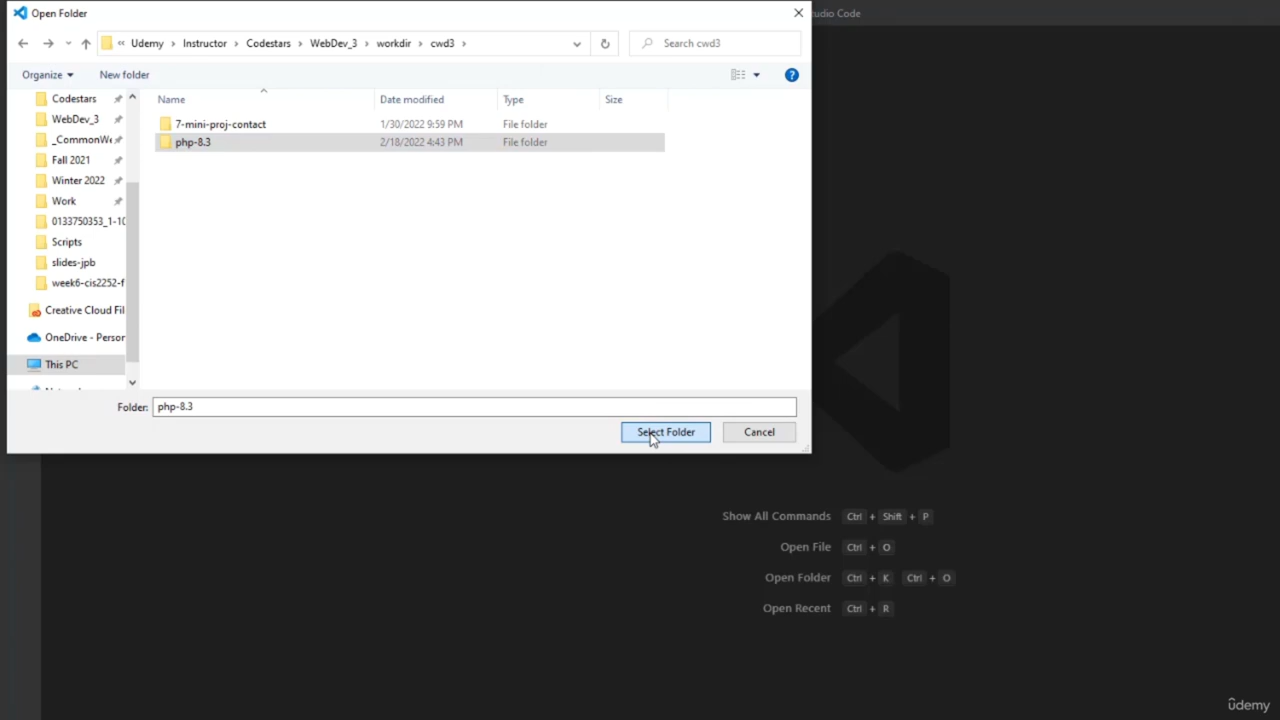 Open Folder
tudio Code
« Udemy › Instructor › Codestars › WebDev_3 › workdir › cwd3 ›
Search cwd3
Organize
New folder
Name
Date modified
Type
Size
Codestars
WebDev_3
_CommonWe
Fall 2021
Winter 2022
Work
0133750353_1-10
Scripts
slides-jpb
week6-cis2252-f
Creative Cloud Fil
OneDrive - Person
This PC
7-mini-proj-contact 1/30/2022 9:59 PM File folder
php-8.3 2/18/2022 4:43 PM File folder
Folder: php-8.3
Select Folder
Cancel
Show All Commands Ctrl + Shift + P
Open File Ctrl + O
Open Folder Ctrl + K Ctrl + O
Open Recent Ctrl + R
ûdemy